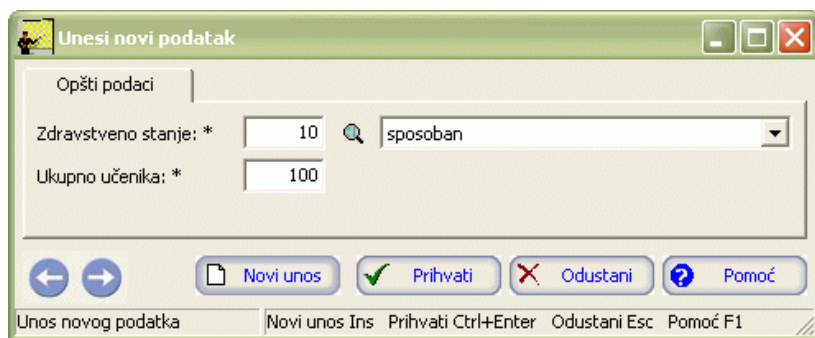 Unesi novi podatak
Opšti podaci
Zdravstveno stanje: * 10 sposoban
Ukupno učenika: * 100
Novi unos Prihvati Odustani Pomoć
Unos novog podatka Novi unos Ins Prihvati Ctrl+Enter Odustani Esc Pomoć F1